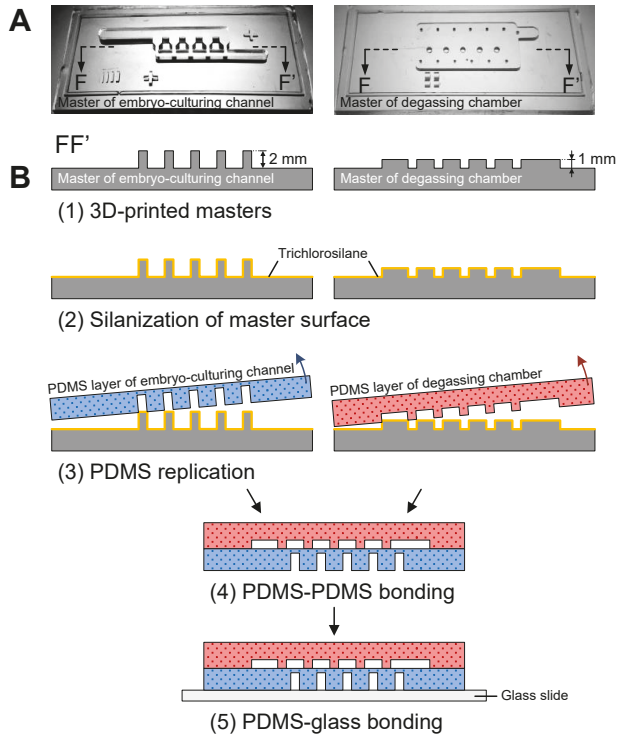 A
F
F'
Master of embryo-culturing channel
F
F'
Master of degassing chamber
FF'
2 mm
1 mm
B
Master of embryo-culturing channel
Master of degassing chamber
(1) 3D-printed masters
Trichlorosilane
(2) Silanization of master surface
PDMS layer of embryo-culturing channel
PDMS layer of degassing chamber
(3) PDMS replication
(4) PDMS-PDMS bonding
Glass slide
(5) PDMS-glass bonding